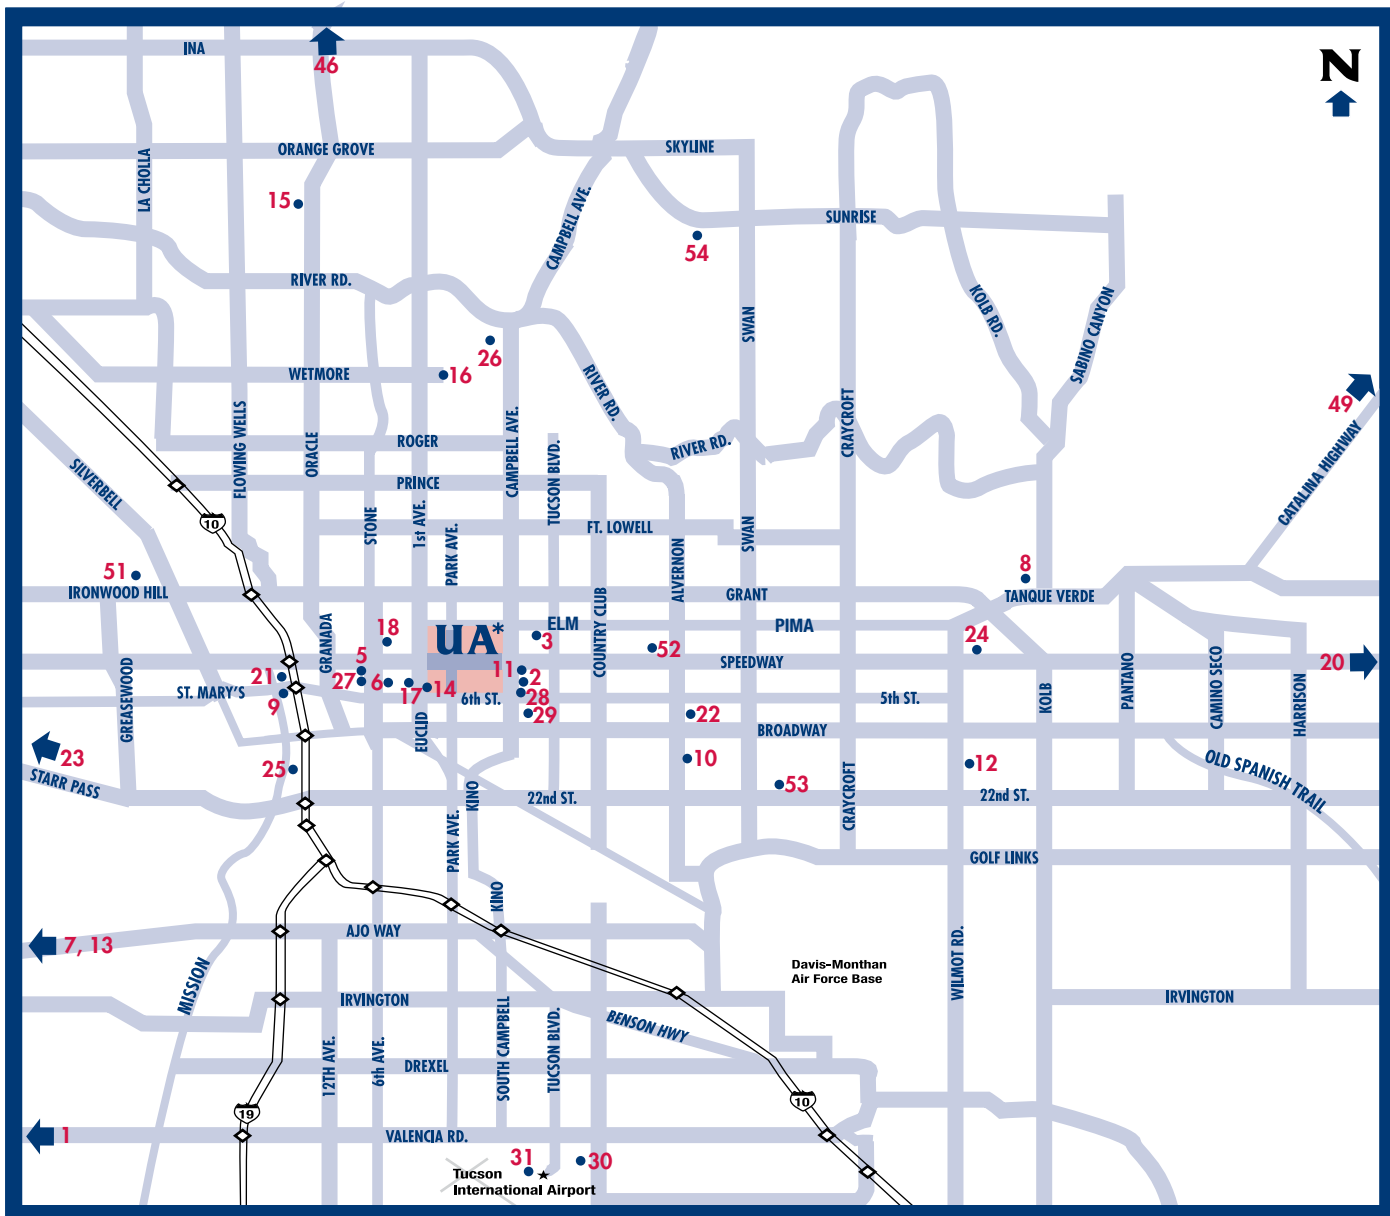 INA
46
N
ORANGE GROVE
SKYLINE
LA CHOLLA
15
CAMPBELL AVE.
SUNRISE
54
RIVER RD.
KOLB RD.
SABINO CANYON
SWAN
26
WETMORE
16
RIVER RD.
49
CATALINA HIGHWAY
FLOWING WELLS
ORACLE
ROGER
CAMPBELL AVE.
TUCSON BLVD.
RIVER RD.
CRAYCROFT
SILVERBELL
PRINCE
10
STONE
1st AVE.
PARK AVE.
FT. LOWELL
SWAN
ALVERNON
51
IRONWOOD HILL
GRANT
8
TANQUE VERDE
18
UA*
ELM
3
PIMA
COUNTRY CLUB
24
GRANADA
5
11
52
SPEEDWAY
20
21
27
6
17
14
2
GREASEWOOD
ST. MARY'S
9
6th ST.
28
5th ST.
KOLB
PANTANO
CAMINO SECO
HARRISON
EUCLID
29
22
BROADWAY
23
STARR PASS
25
10
12
OLD SPANISH TRAIL
53
KINO
22nd ST.
22nd ST.
CRAYCROFT
PARK AVE.
GOLF LINKS
KINO
7, 13
AJO WAY
WILMOT RD.
Davis-Monthan
Air Force Base
MISSION
IRVINGTON
SOUTH CAMPBELL
TUCSON BLVD.
BENSON HWY
IRVINGTON
12TH AVE.
6th AVE.
DREXEL
19
10
1
VALENCIA RD.
31
30
Tucson
International Airport